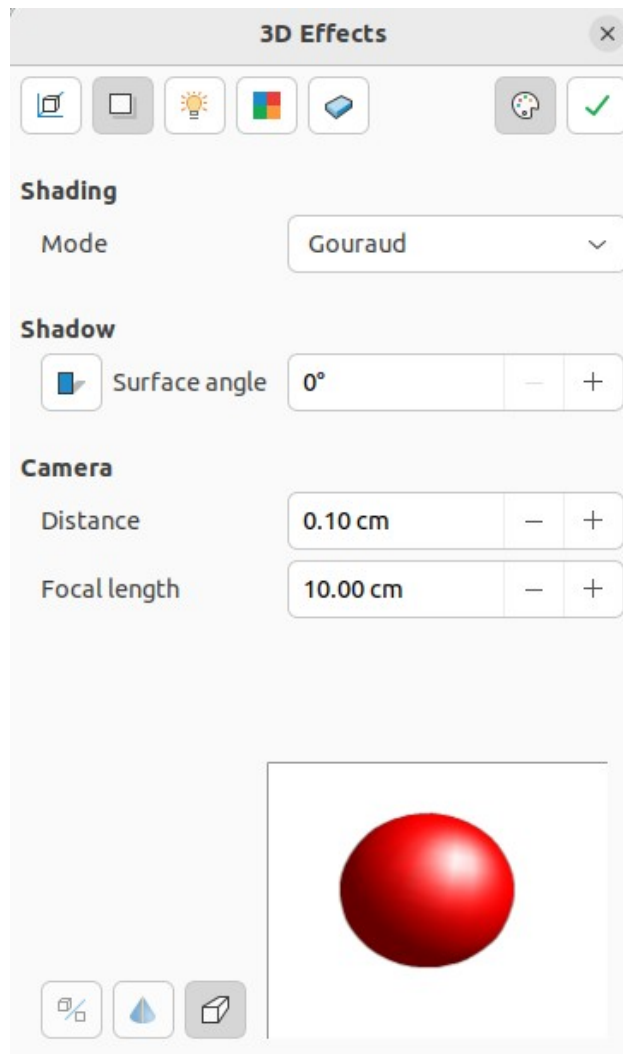 3D Effects
Shading
Mode Gouraud
Shadow
Surface angle 0°
Camera
Distance 0.10 cm
Focal length 10.00 cm